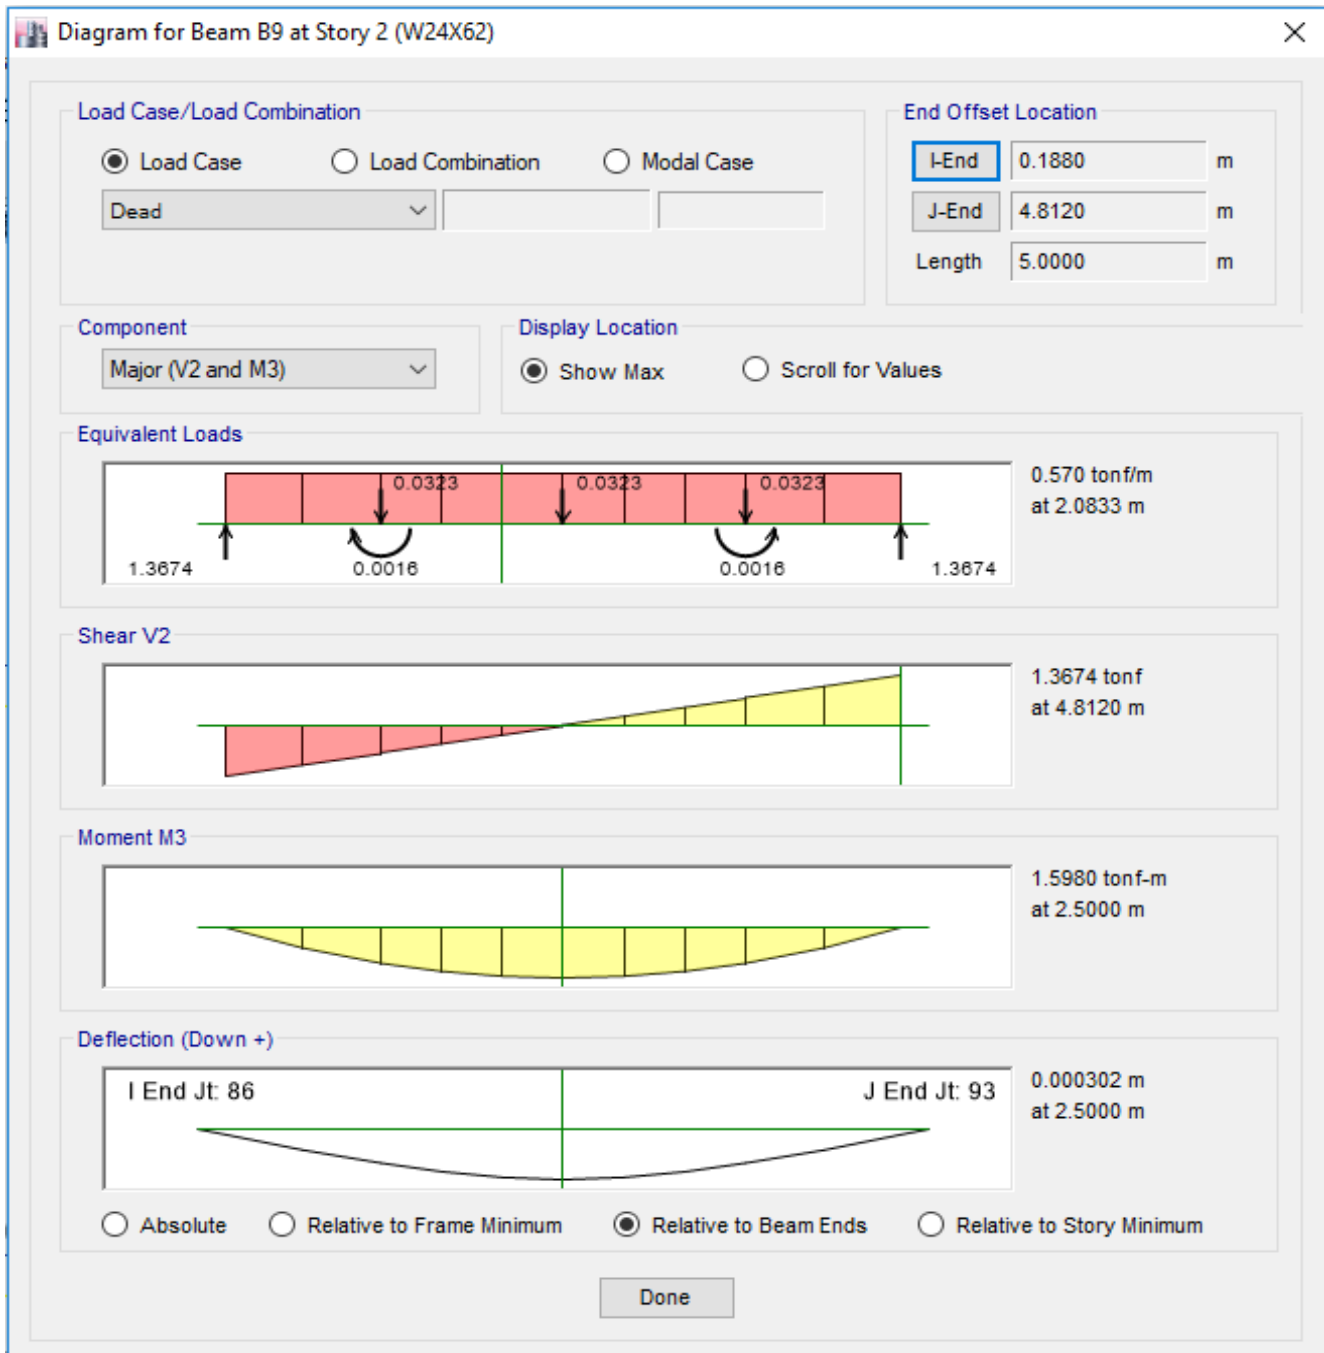 Diagram for Beam B9 at Story 2 (W24X62)
Load Case/Load Combination
Load Case
Load Combination
Modal Case
Dead
End Offset Location
I-End
0.1880
m
J-End
4.8120
m
Length
5.0000
m
Component
Major (V2 and M3)
Display Location
Show Max
Scroll for Values
Equivalent Loads
0.0323
0.0323
0.0323
1.3674
0.0016
0.0016
1.3674
0.570 tonf/m
at 2.0833 m
Shear V2
1.3674 tonf
at 4.8120 m
Moment M3
1.5980 tonf-m
at 2.5000 m
Deflection (Down +)
I End Jt: 86
J End Jt: 93
0.000302 m
at 2.5000 m
Absolute
Relative to Frame Minimum
Relative to Beam Ends
Relative to Story Minimum
Done